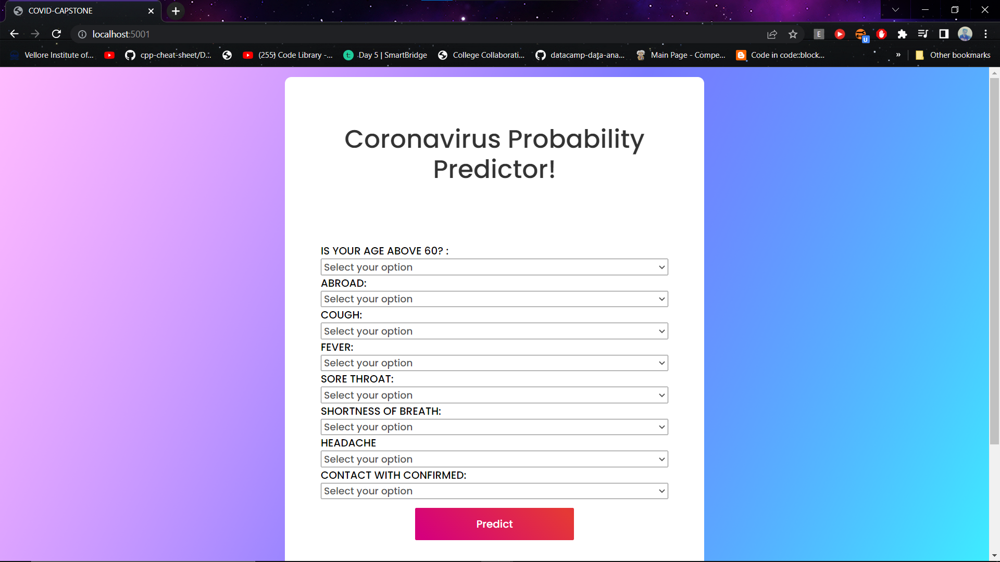 COVID-CAPSTONE
localhost:5001
E
U
Vellore Institute of...
cpp-cheat-sheet/D...
(255) Code Library -...
t:
Day 5 | SmartBridge
College Collaborati...
datacamp-data-ana...
Main Page - Compe...
Code in code::block...
»
Other bookmarks
Coronavirus Probability
Predictor!
IS YOUR AGE ABOVE 60? :
Select your option
ABROAD:
Select your option
COUGH:
Select your option
FEVER:
Select your option
SORE THROAT:
Select your option
SHORTNESS OF BREATH:
Select your option
HEADACHE
Select your option
CONTACT WITH CONFIRMED:
Select your option
Predict